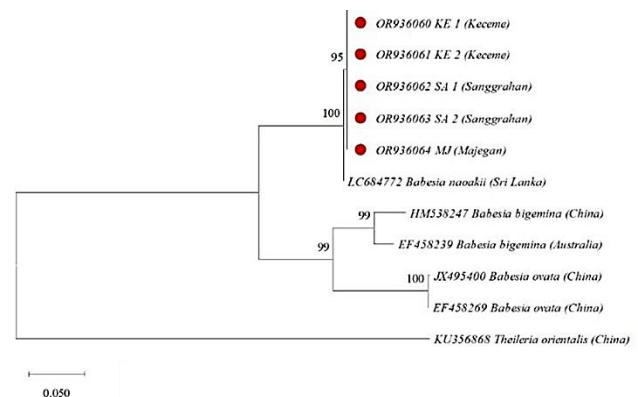 OR936060 KE 1 (Keceme)
95
OR936061 KE 2 (Keceme)
OR936062 SA 1 (Sanggrahan)
100
OR936063 SA 2 (Sanggrahan)
OR936064 MJ (Majegan)
LC684772 Babesia naoakii (Sri Lanka)
99
HM538247 Babesia bigemina (China)
99
EF458239 Babesia bigemina (Australia)
100
JX495400 Babesia ovata (China)
EF458269 Babesia ovata (China)
KU356868 Theileria orientalis (China)
0.050